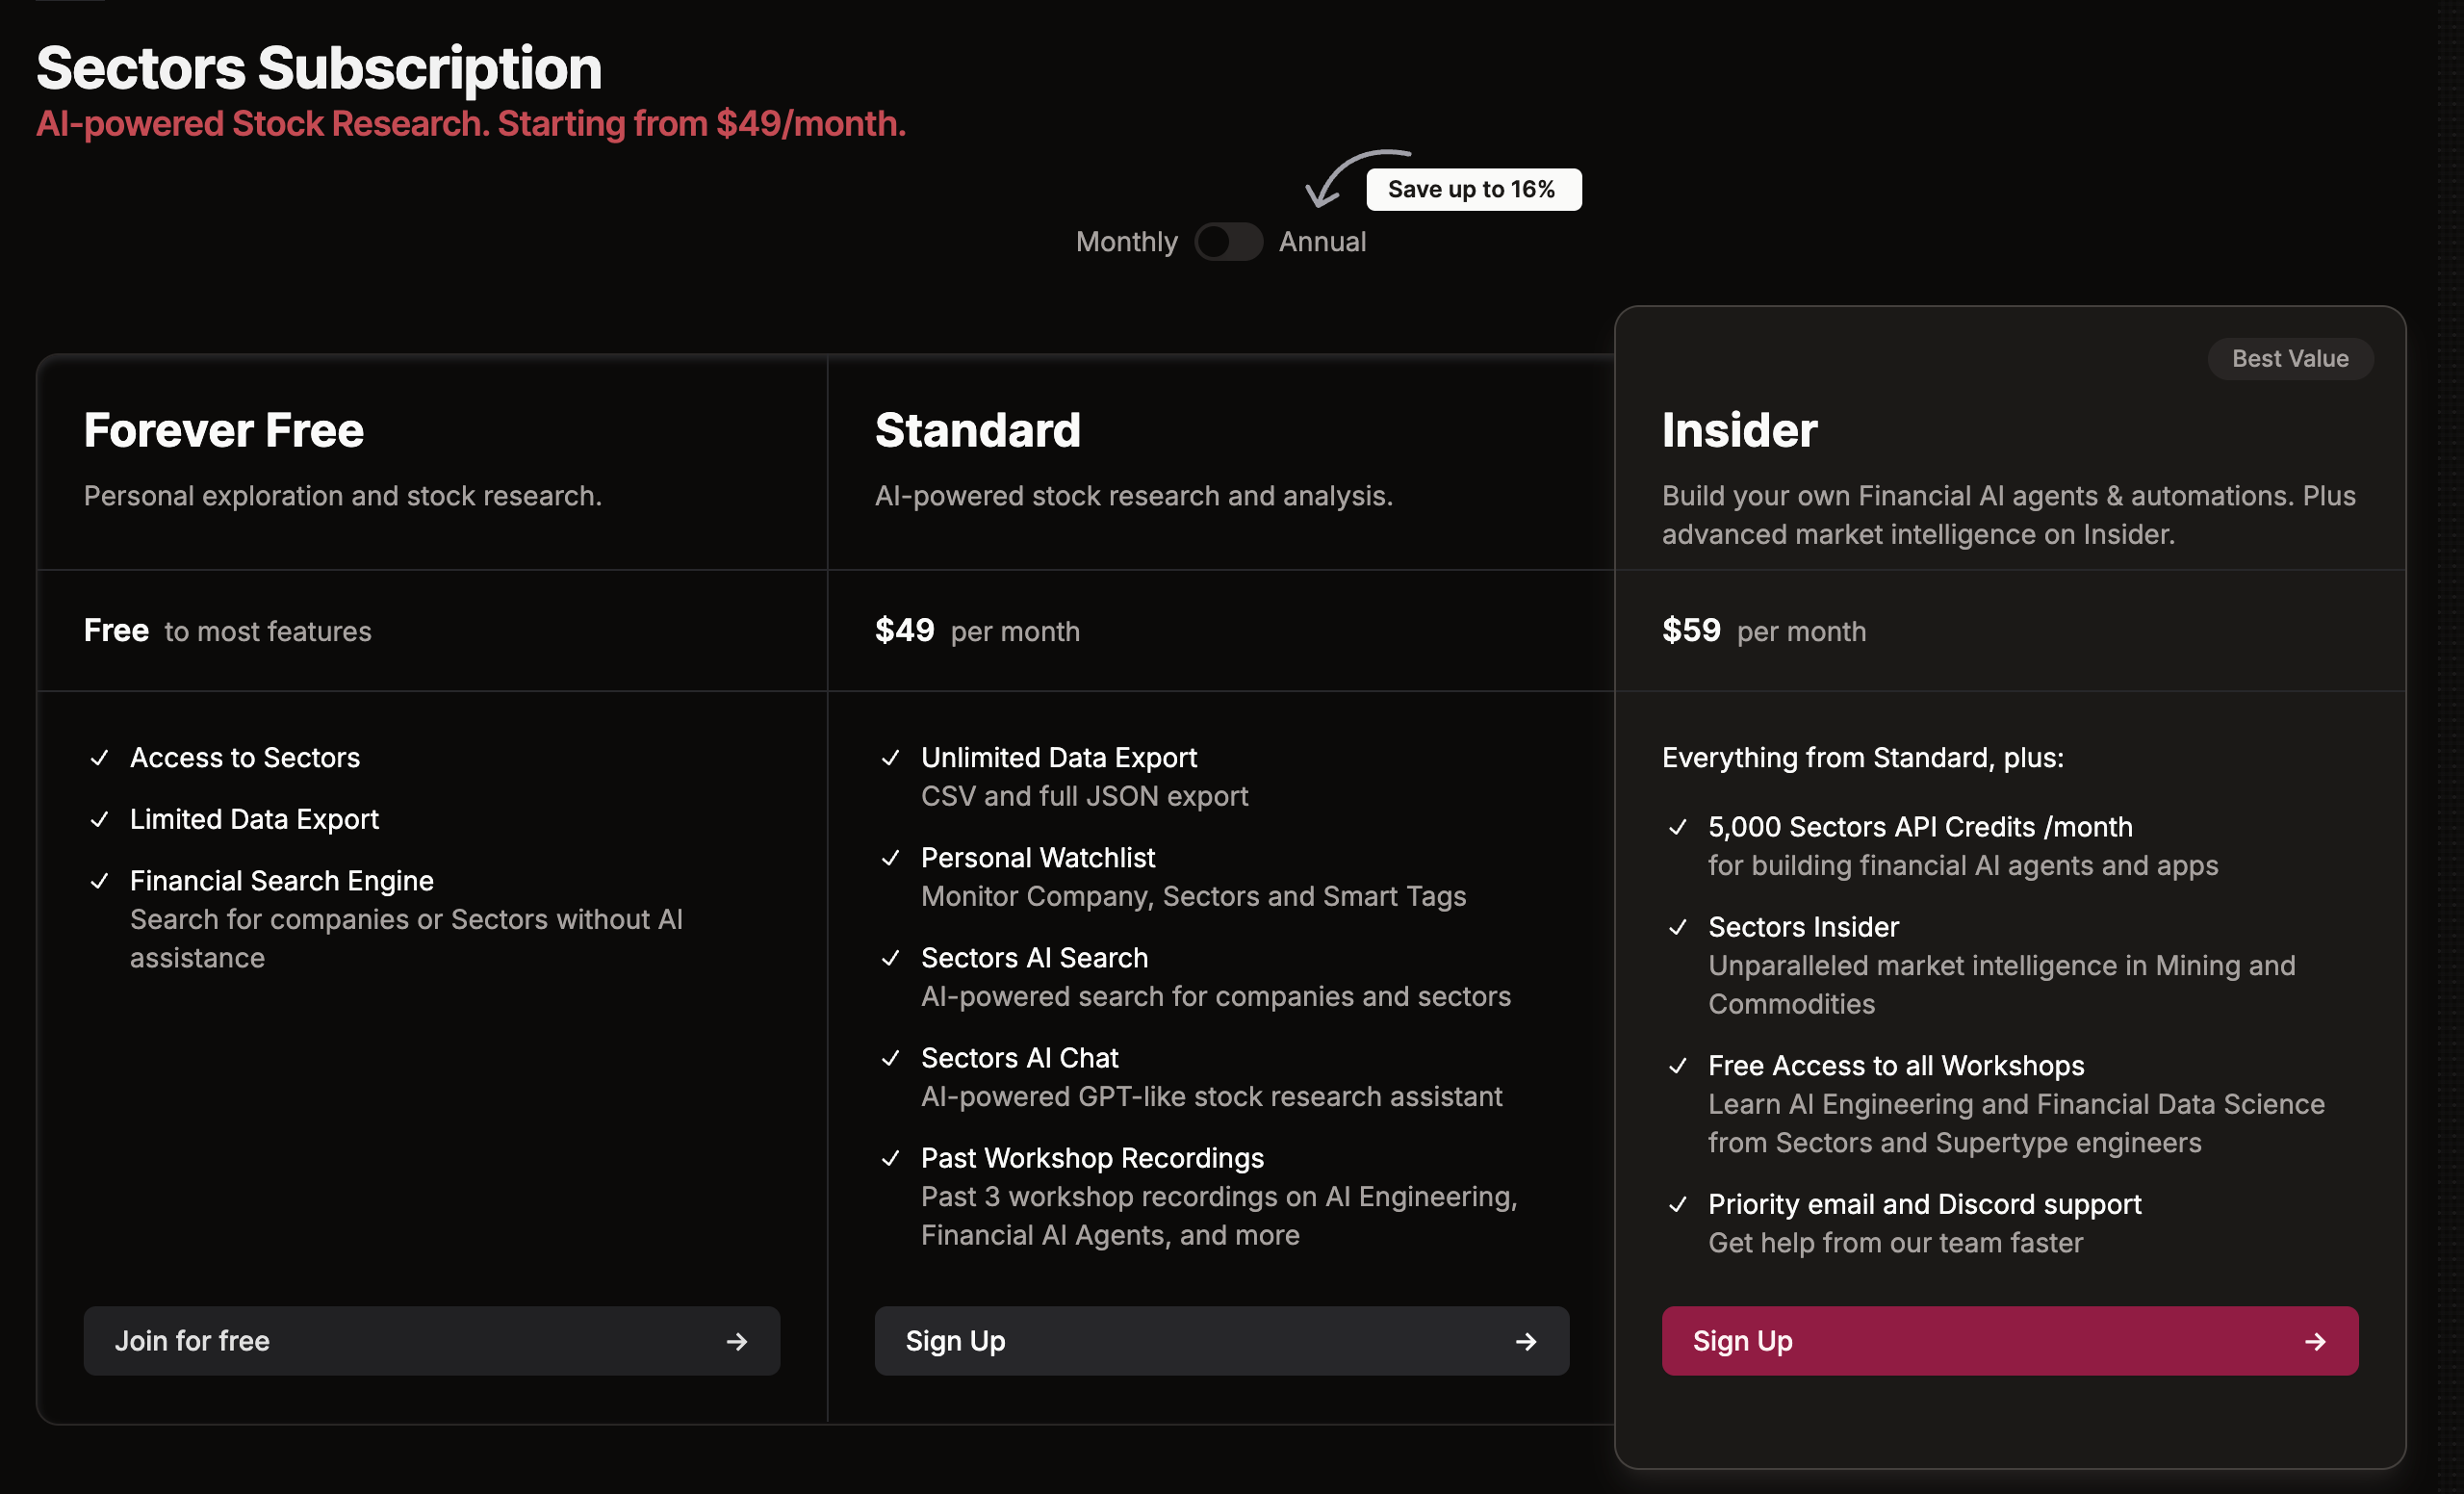 Sectors Subscription
AI-powered Stock Research. Starting from $49/month.
Save up to 16%
Monthly Annual
Forever Free
Personal exploration and stock research.
Free to most features
Access to Sectors
Limited Data Export
Financial Search Engine
Search for companies or Sectors without AI
assistance
Join for free
Standard
AI-powered stock research and analysis.
$49 per month
Unlimited Data Export
CSV and full JSON export
Personal Watchlist
Monitor Company, Sectors and Smart Tags
Sectors AI Search
AI-powered search for companies and sectors
Sectors AI Chat
AI-powered GPT-like stock research assistant
Past Workshop Recordings
Past 3 workshop recordings on AI Engineering,
Financial AI Agents, and more
Sign Up
Best Value
Insider
Build your own Financial AI agents & automations. Plus
advanced market intelligence on Insider.
$59 per month
Everything from Standard, plus:
5,000 Sectors API Credits /month
for building financial AI agents and apps
Sectors Insider
Unparalleled market intelligence in Mining and
Commodities
Free Access to all Workshops
Learn AI Engineering and Financial Data Science
from Sectors and Supertype engineers
Priority email and Discord support
Get help from our team faster
Sign Up